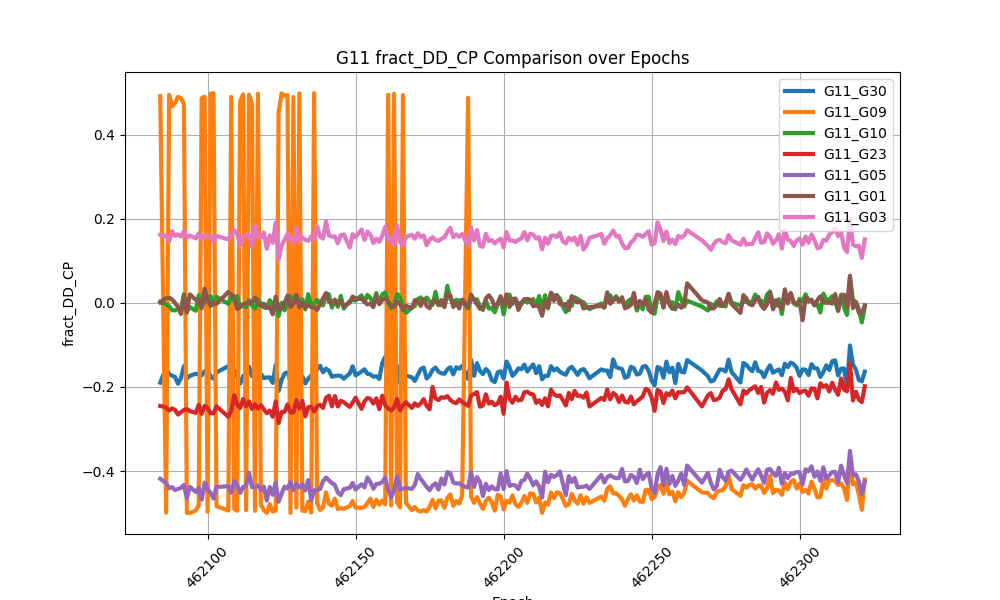 G11 fract_DD_CP Comparison over Epochs
fract_DD_CP
0.4
0.2
0.0
−0.2
−0.4
G11_G30
G11_G09
G11_G10
G11_G23
G11_G05
G11_G01
G11_G03
462100
462150
462200
462250
462300
Epoch